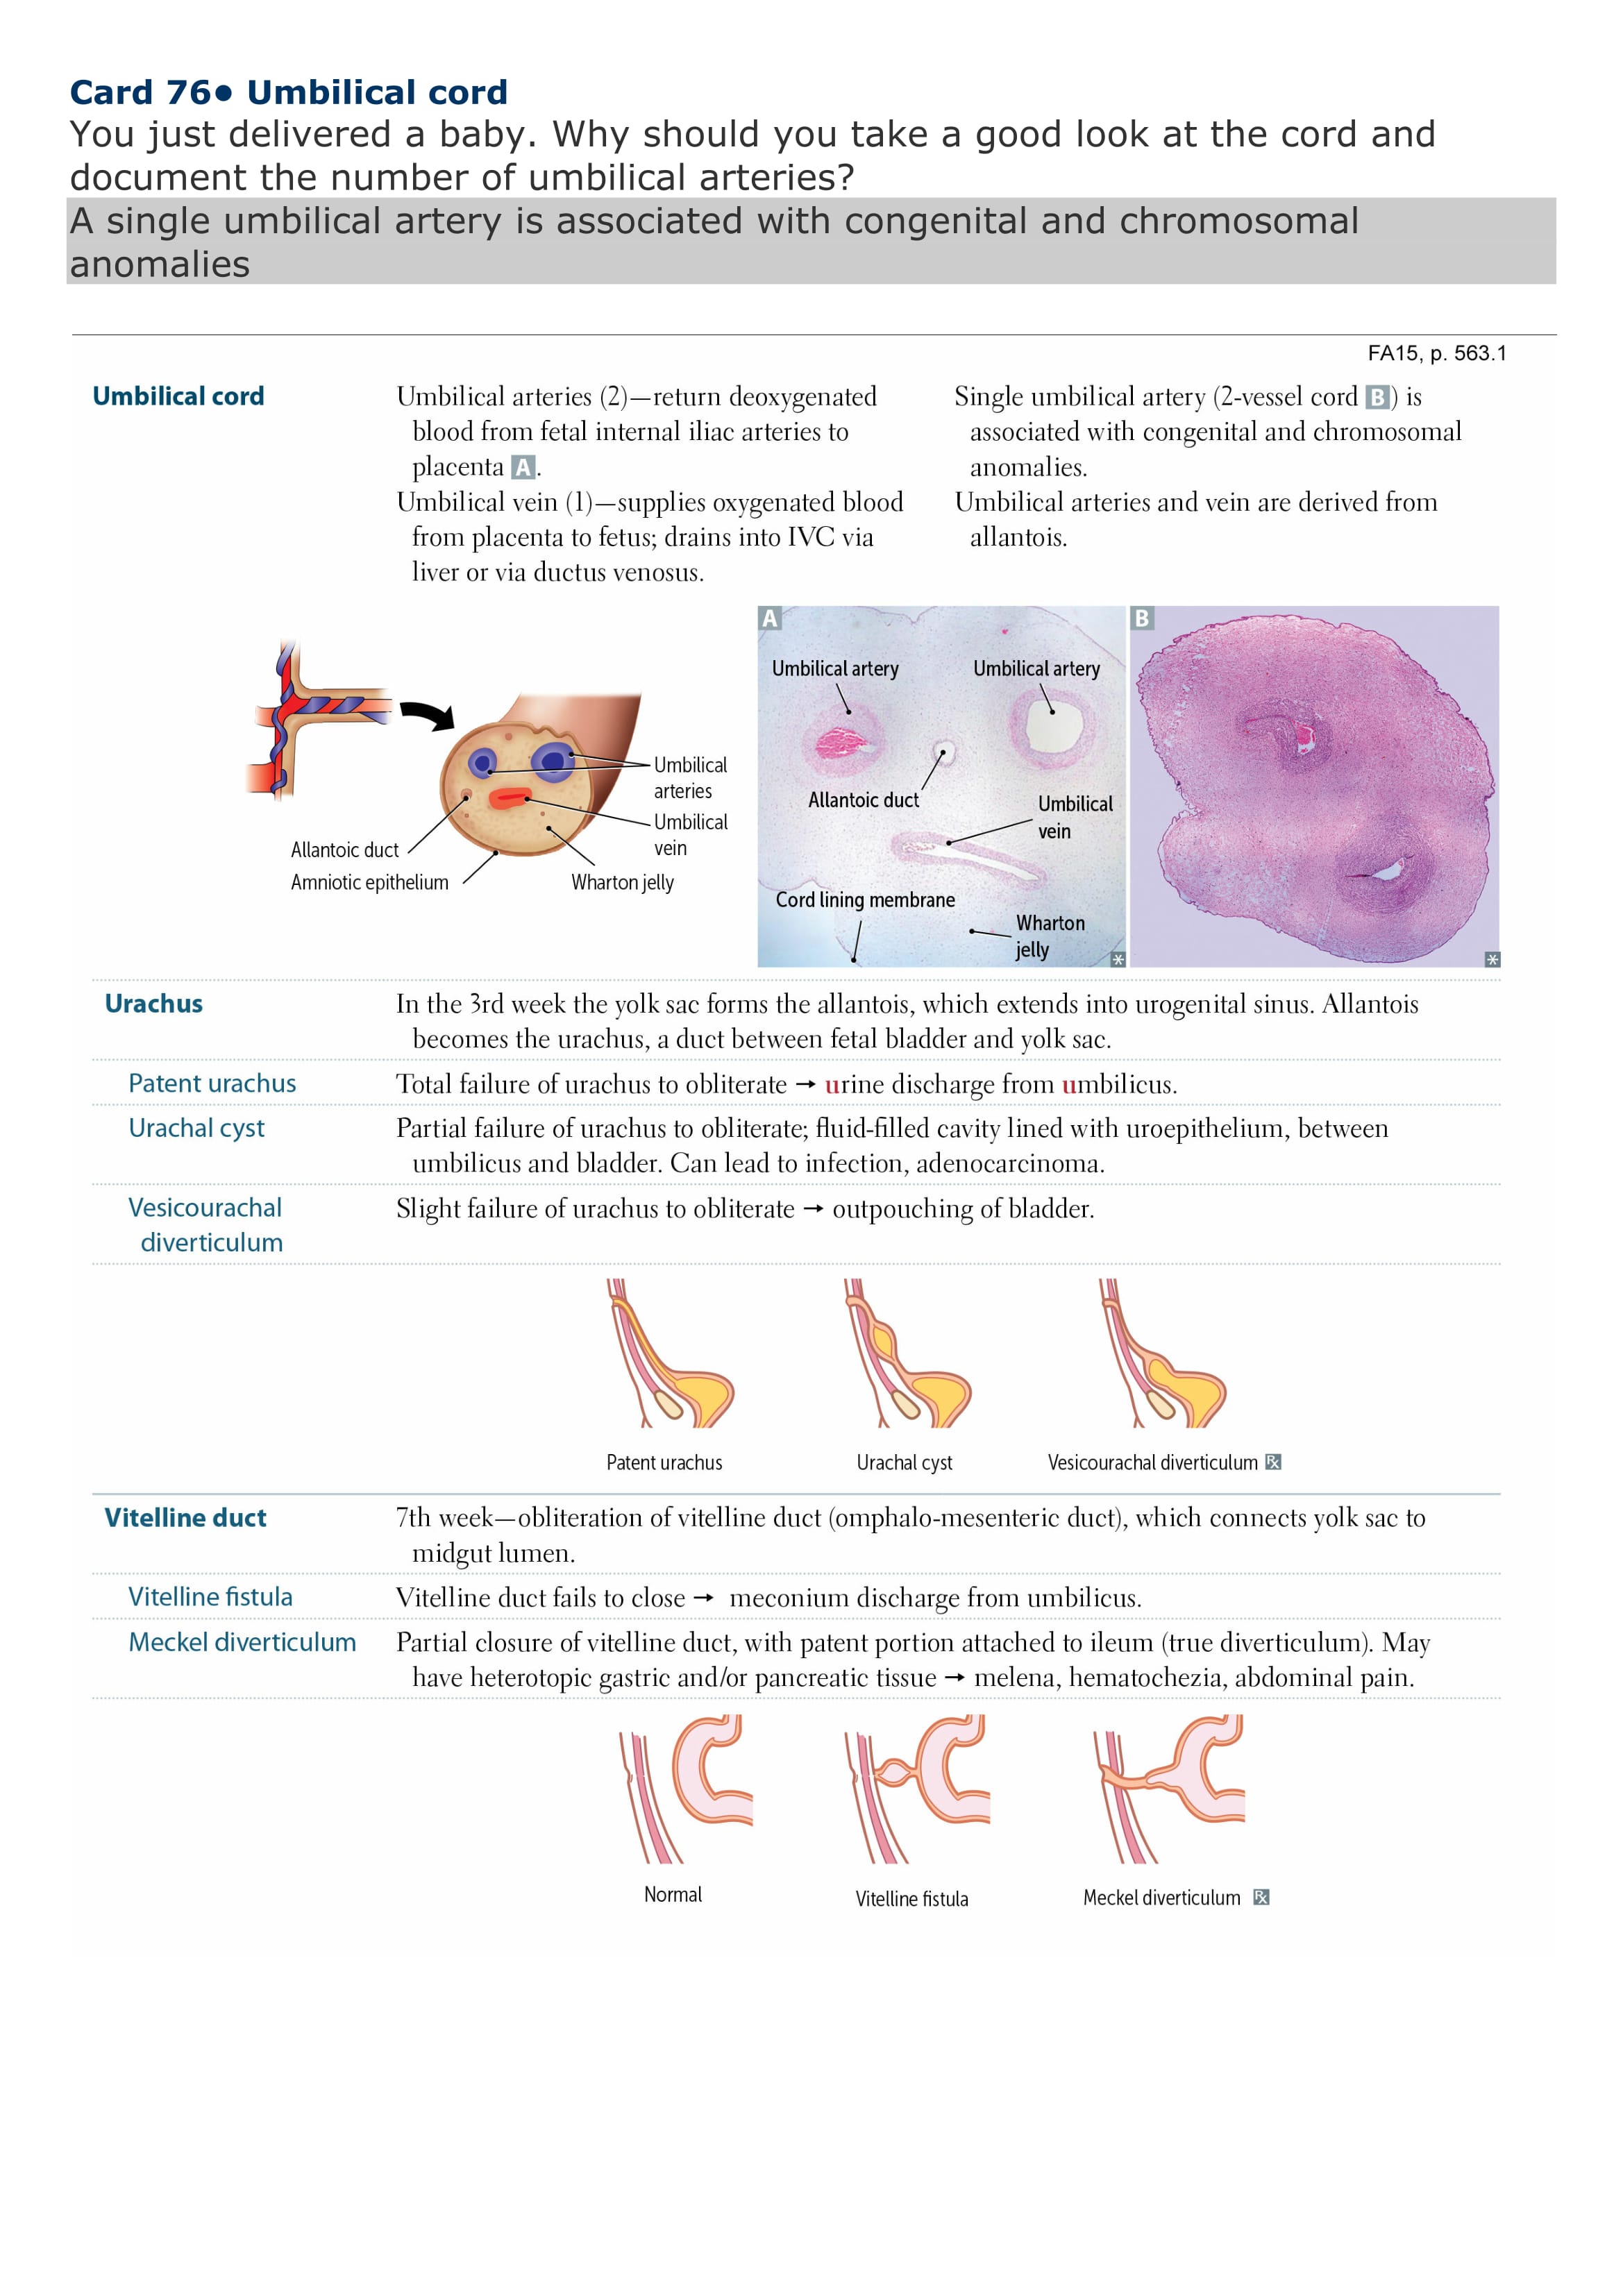 Card 76● Umbilical cord
You just delivered a baby. Why should you take a good look at the cord and
document the number of umbilical arteries?
A single umbilical artery is associated with congenital and chromosomal
anomalies
FA15, p. 563.1
Umbilical cord
Umbilical arteries (2)—return deoxygenated
blood from fetal internal iliac arteries to
placenta A.
Umbilical vein (1)—supplies oxygenated blood
from placenta to fetus; drains into IVC via
liver or via ductus venosus.
Single umbilical artery (2-vessel cord B) is
associated with congenital and chromosomal
anomalies.
Umbilical arteries and vein are derived from
allantois.
Umbilical
arteries
Umbilical
vein
Allantoic duct
Amniotic epithelium
Wharton jelly
A
Umbilical artery
Umbilical artery
Allantoic duct
Umbilical
vein
Cord lining membrane
Wharton
jelly
*
B
*
Urachus
In the 3rd week the yolk sac forms the allantois, which extends into urogenital sinus. Allantois
becomes the urachus, a duct between fetal bladder and yolk sac.
Patent urachus
Total failure of urachus to obliterate → urine discharge from umbilicus.
Urachal cyst
Partial failure of urachus to obliterate; fluid-filled cavity lined with uroepithelium, between
umbilicus and bladder. Can lead to infection, adenocarcinoma.
Vesicourachal
diverticulum
Slight failure of urachus to obliterate → outpouching of bladder.
Patent urachus
Urachal cyst
Vesicourachal diverticulum Rx
Vitelline duct
7th week—obliteration of vitelline duct (omphalo-mesenteric duct), which connects yolk sac to
midgut lumen.
Vitelline fistula
Vitelline duct fails to close → meconium discharge from umbilicus.
Meckel diverticulum
Partial closure of vitelline duct, with patent portion attached to ileum (true diverticulum). May
have heterotopic gastric and/or pancreatic tissue → melena, hematochezia, abdominal pain.
Normal
Vitelline fistula
Meckel diverticulum Rx